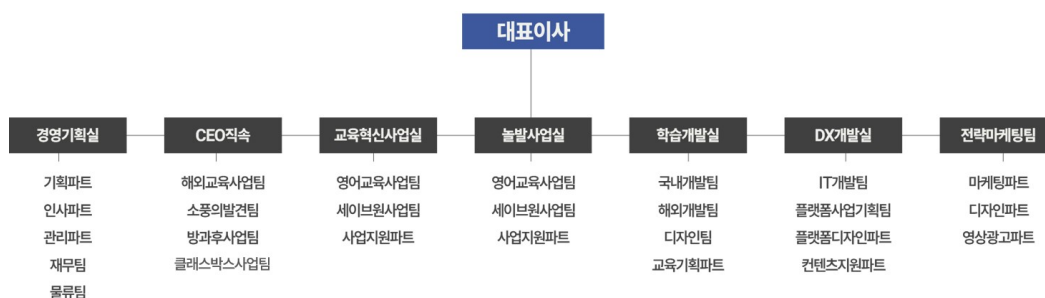 대표이사
경영기획실
기획파트
인사파트
관리파트
재무팀
물류팀
CEO직속
해외교육사업팀
소풍의발견팀
방과후사업팀
클래스박스사업팀
교육혁신사업실
영어교육사업팀
세이브원사업팀
사업지원파트
놀발사업실
영어교육사업팀
세이브원사업팀
사업지원파트
학습개발실
국내개발팀
해외개발팀
디자인팀
교육기획파트
DX개발실
IT개발팀
플랫폼사업기획팀
플랫폼디자인파트
컨텐츠지원파트
전략마케팅팀
마케팅파트
디자인파트
영상광고파트